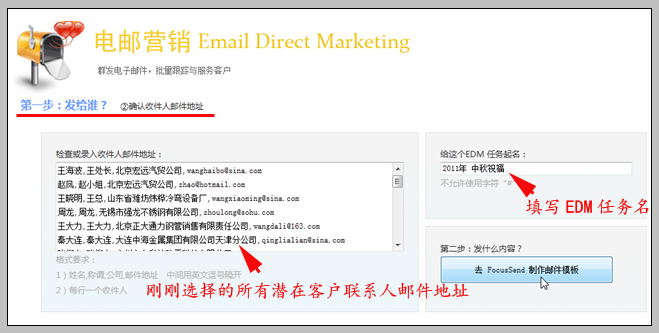 电邮营销 Email Direct Marketing
群发电子邮件，批量跟踪与服务客户
第一步：发给谁？ ②确认收件人邮件地址
检查或录入收件人邮件地址：
王海波,王处长,北京宏远汽贸公司,wanghaibo@sina.com
赵凤,赵小姐,北京宏远汽贸公司,zhao@hotmail.com
王晓明,王总,山东省潍坊炜桦冷弯设备厂,wangxiaoming@sina.com
周龙,周龙,无锡市锺龙不锈钢有限公司,zhoulong@sohu.com
王大力,王大力,北京正大通力钢管销售有限责任公司,wangdali@163.com
秦大连,秦大连,大连中海金属集团有限公司天津分公司,qinglialian@sina.com
格式要求：
1）姓名,称谓,公司,邮件地址 中间用英文逗号隔开
2）每行一个收件人
刚刚选择的所有潜在客户联系人邮件地址
给这个EDM 任务起名：
2011年 中秋祝福
不允许使用字符 "#"
填写 EDM 任务名
第二步：发什么内容？
去 FocusSend 制作邮件模板